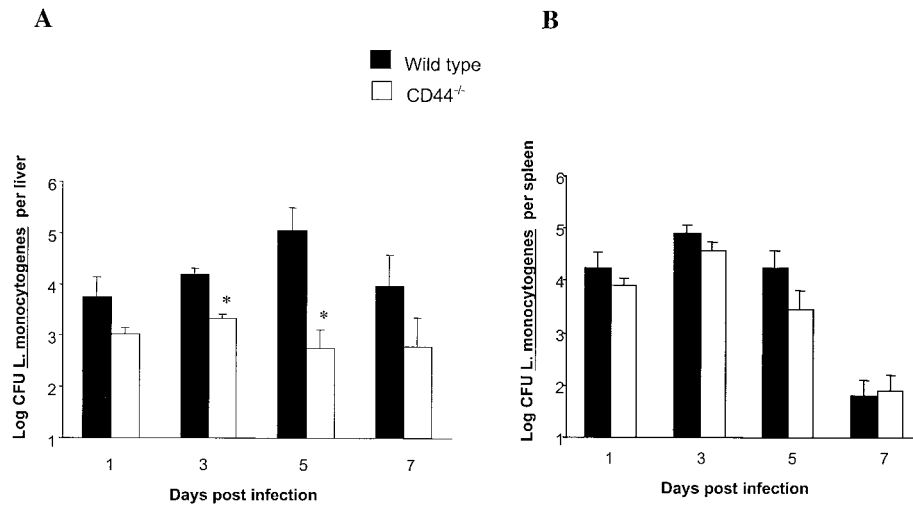 A
B
Wild type
CD44-/-
Log CFU L. monocytogenes per liver
6
5
4
3
2
1
1 3 5 7
* *
Days post infection
Log CFU L. monocytogenes per spleen
6
5
4
3
2
1
1 3 5 7
Days post infection